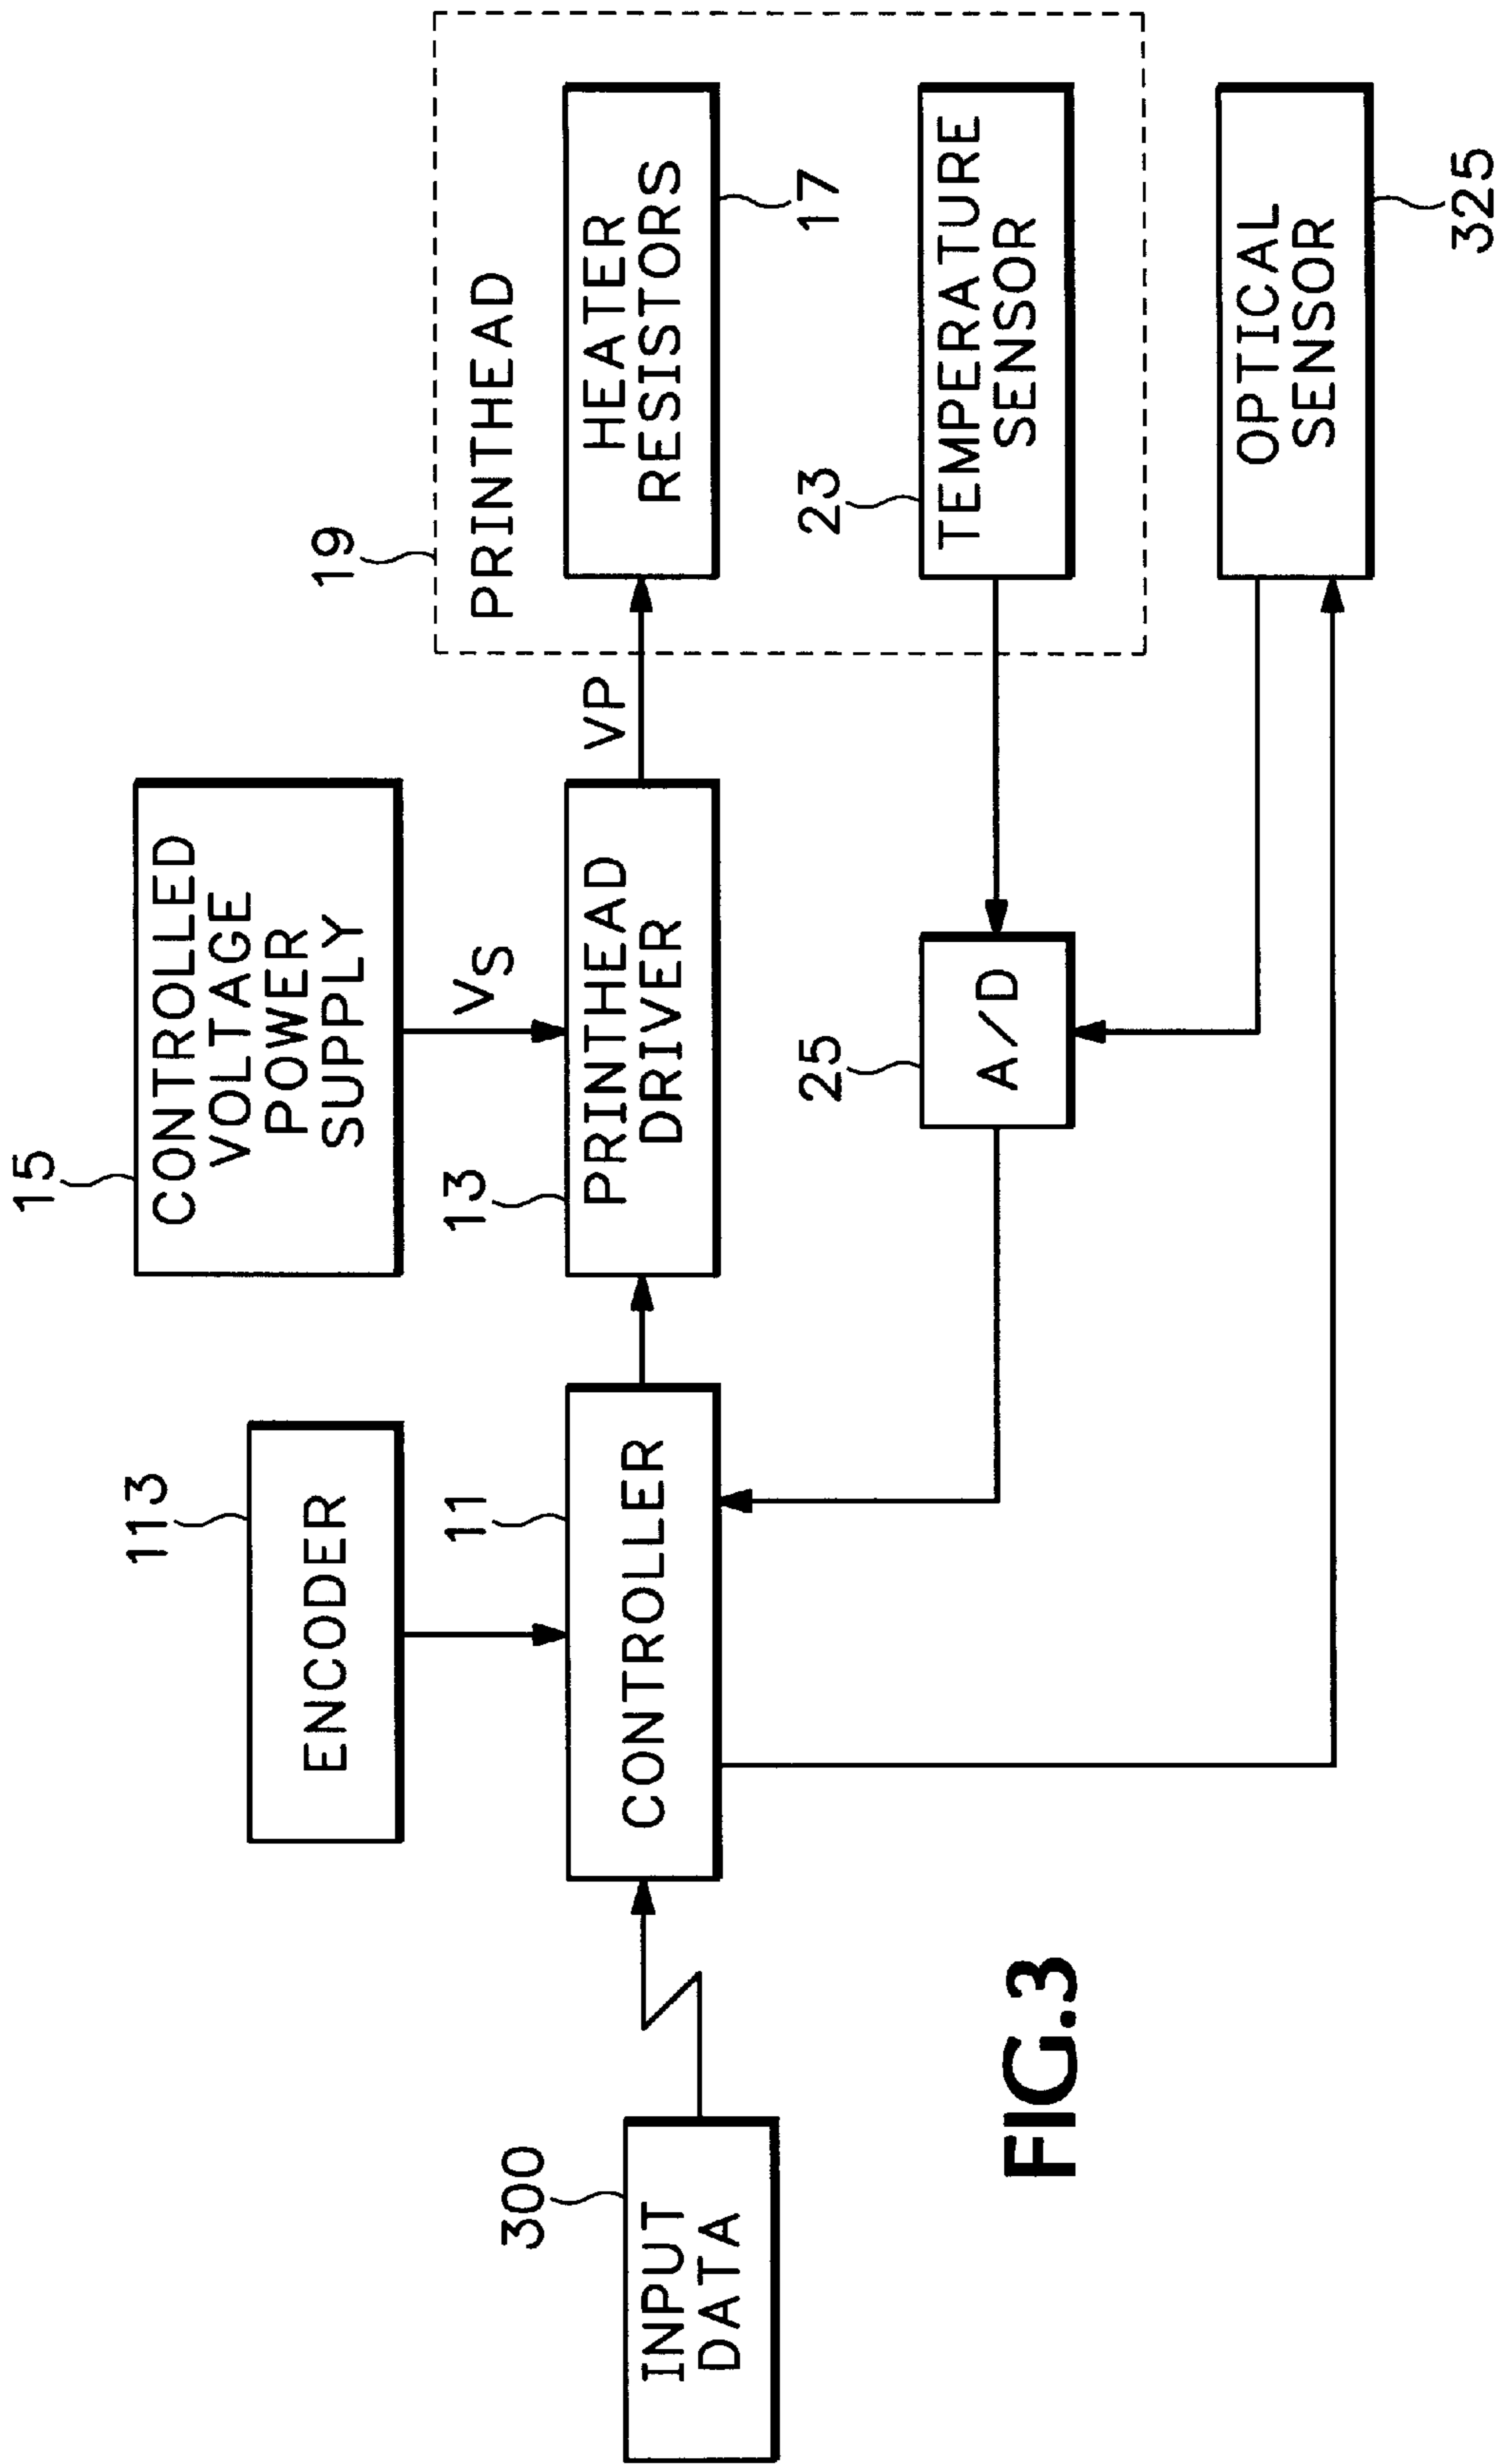 15
CONTROLLED
VOLTAGE
POWER
SUPPLY
113
ENCODER
19
PRINTHEAD
VS
300
INPUT
DATA
11
CONTROLLER
13
PRINTHEAD
DRIVER
VP
HEATER
RESISTORS
17
25
A/D
23
TEMPERATURE
SENSOR
OPTICAL
SENSOR
325
FIG.3